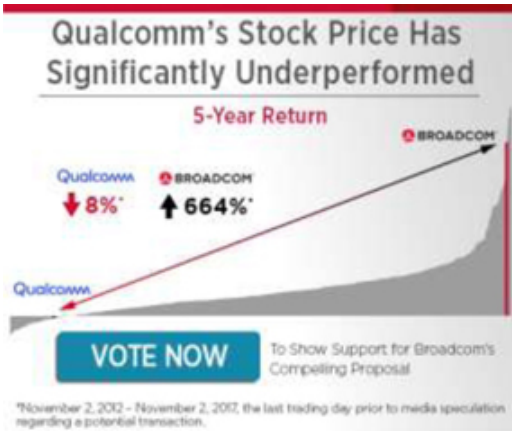 Qualcomm's Stock Price Has
Significantly Underperformed
5-Year Return
BROADCOM
Qualcomm BROADCOM
8%* 664%*
Qualcomm
VOTE NOW
To Show Support for Broadcom's
Compelling Proposal
*November 2, 2012 – November 2, 2017, the last trading day prior to media speculation
regarding a potential transaction.